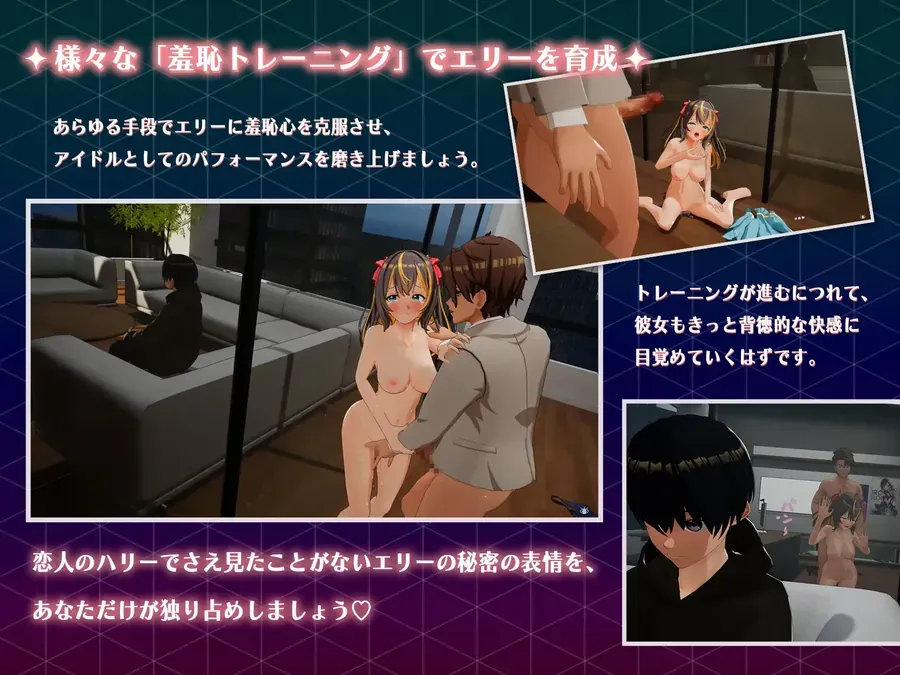 様々な「羞恥トレーニング」でエリーを育成
あらゆる手段でエリーに羞恥心を克服させ、
アイドルとしてのパフォーマンスを磨き上げましょう。
トレーニングが進むにつれて、
彼女もきっと背徳的な快感に
目覚めていくはずです。
恋人のハリーでさえ見たことがないエリーの秘密の表情を、
あなただけが独り占めしましょう♡